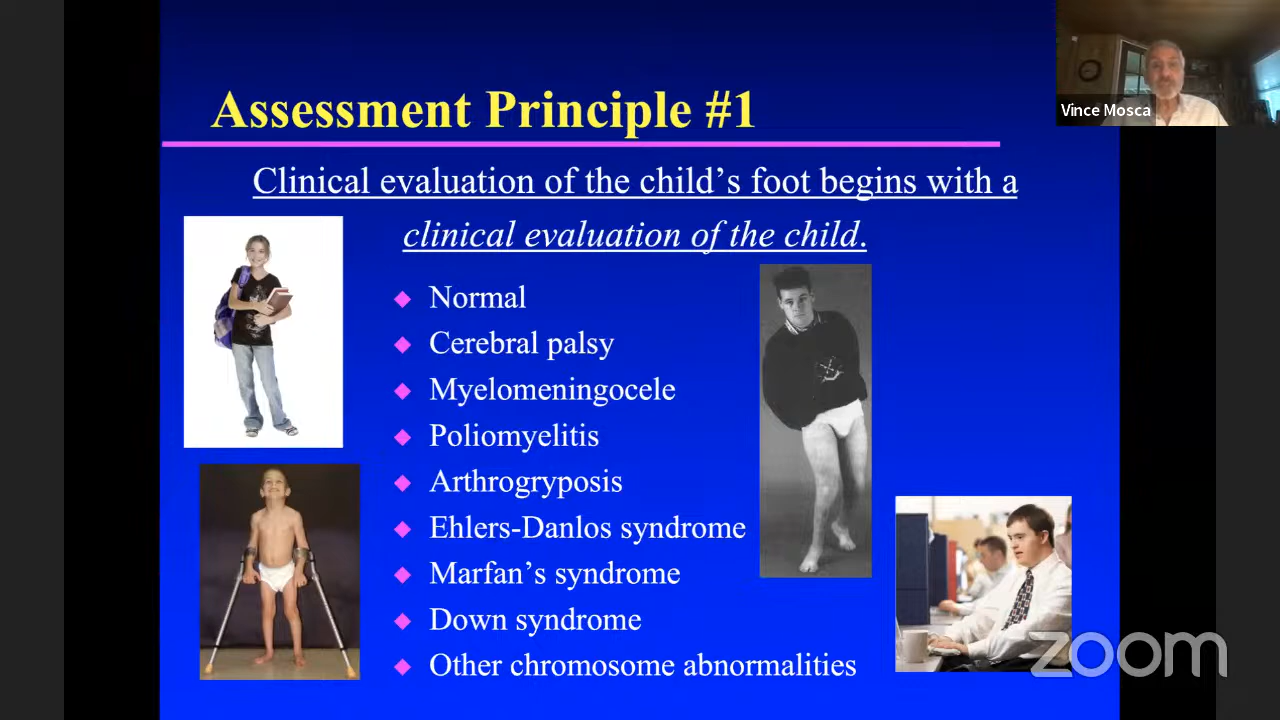 Assessment Principle #1
Vince Mosca
Clinical evaluation of the child's foot begins with a
clinical evaluation of the child.
Normal
Cerebral palsy
Myelomeningocele
Poliomyelitis
Arthrogryposis
Ehlers-Danlos syndrome
Marfan's syndrome
Down syndrome
Other chromosome abnormalities
zoom